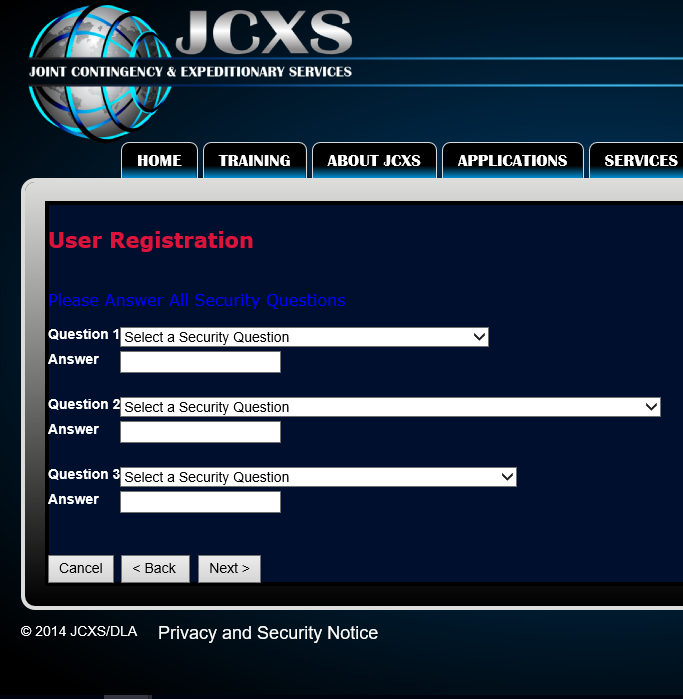 JCXS
JOINT CONTINGENCY & EXPEDITIONARY SERVICES
HOME TRAINING ABOUT JCXS APPLICATIONS SERVICES
User Registration
Please Answer All Security Questions
Question 1 Select a Security Question
Answer
Question 2 Select a Security Question
Answer
Question 3 Select a Security Question
Answer
Cancel < Back Next >
© 2014 JCXS/DLA Privacy and Security Notice